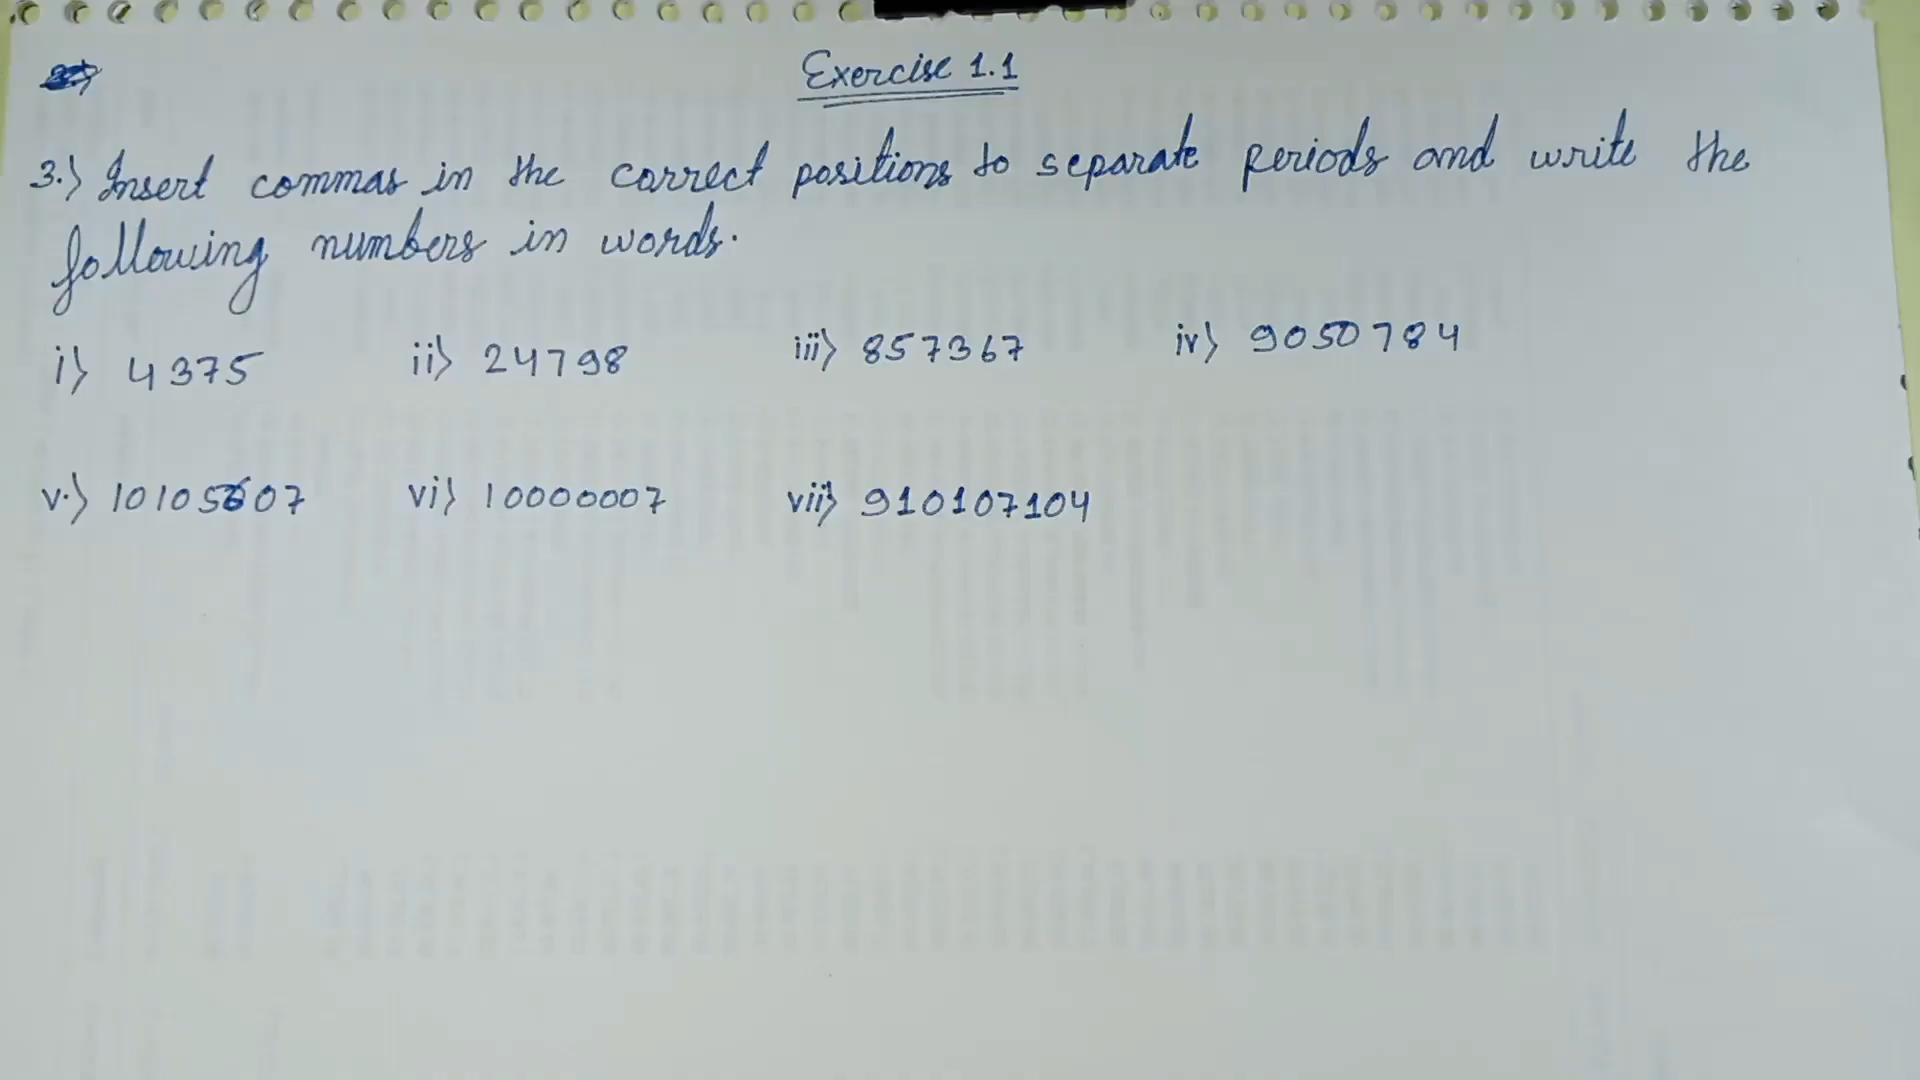 Exercise 1.1
3.) Insert commas in the correct positions to separate periods and write the
following numbers in words.
i) 4375 ii) 24798 iii) 857367 iv) 9050784
v.) 10105607 vi) 10000007 vii) 910107104